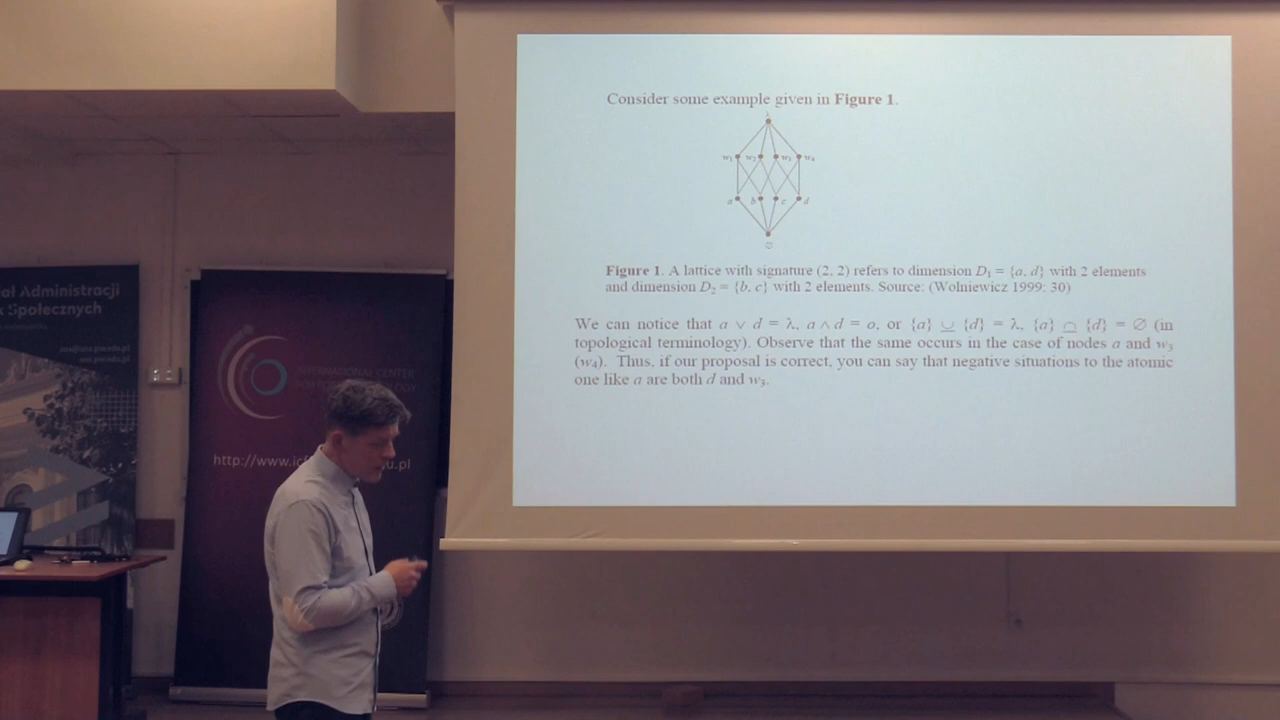 Consider some example given in Figure 1.
λ
w₁ w₂ w₃ w₄
a b c d
∅
Figure 1. A lattice with signature (2, 2) refers to dimension D₁ = {a, d} with 2 elements
and dimension D₂ = {b, c} with 2 elements. Source: (Wolniewicz 1999: 30)
We can notice that a ∨ d = λ, a ∧ d = o, or {a} ⊍ {d} = λ, {a} ⩀ {d} = ∅ (in
topological terminology). Observe that the same occurs in the case of nodes a and w₃
(w₄). Thus, if our proposal is correct, you can say that negative situations to the atomic
one like a are both d and w₃.
Administracji
Społecznych
INTERNATIONAL CENTER
http://www.
u.pl